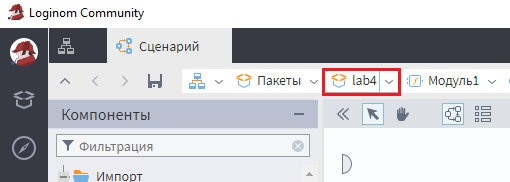 Loginom Community
Сценарий
Пакеты lab4 Модуль1
Компоненты
Фильтрация
Импорт